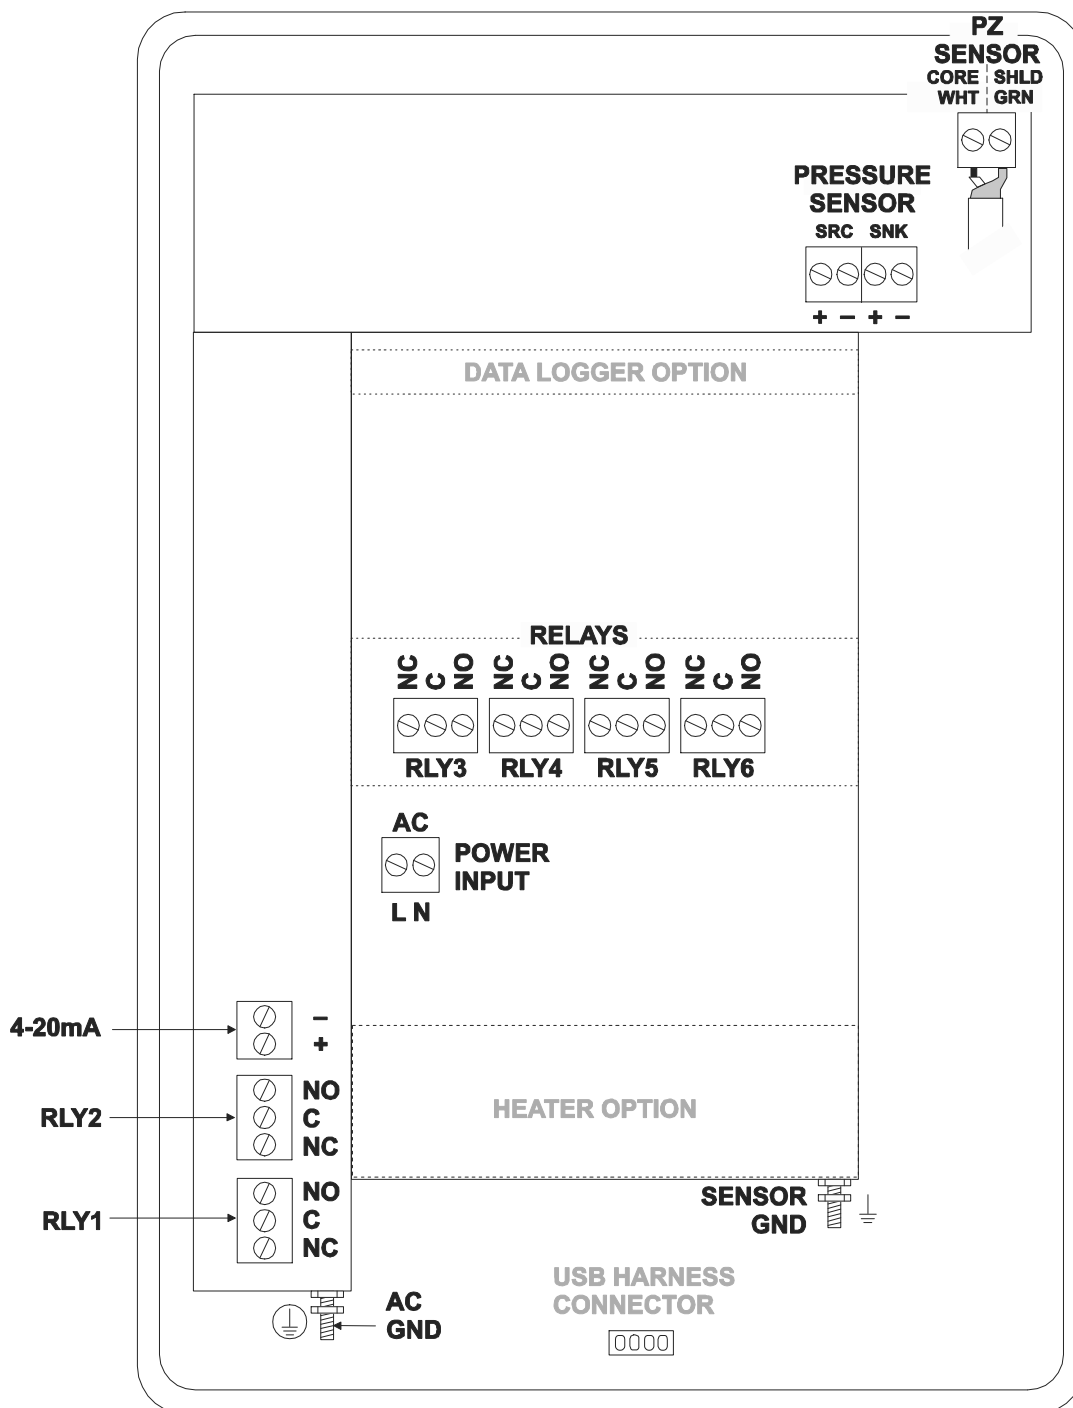 PZ
SENSOR
CORE SHLD
WHT GRN
PRESSURE
SENSOR
SRC SNK
+ – + –
DATA LOGGER OPTION
RELAYS
NC C NO NC C NO NC C NO NC C NO
RLY3 RLY4 RLY5 RLY6
AC
POWER
INPUT
L N
4-20mA
–
+
RLY2
NO
C
NC
RLY1
NO
C
NC
HEATER OPTION
SENSOR
GND
USB HARNESS
CONNECTOR
AC
GND